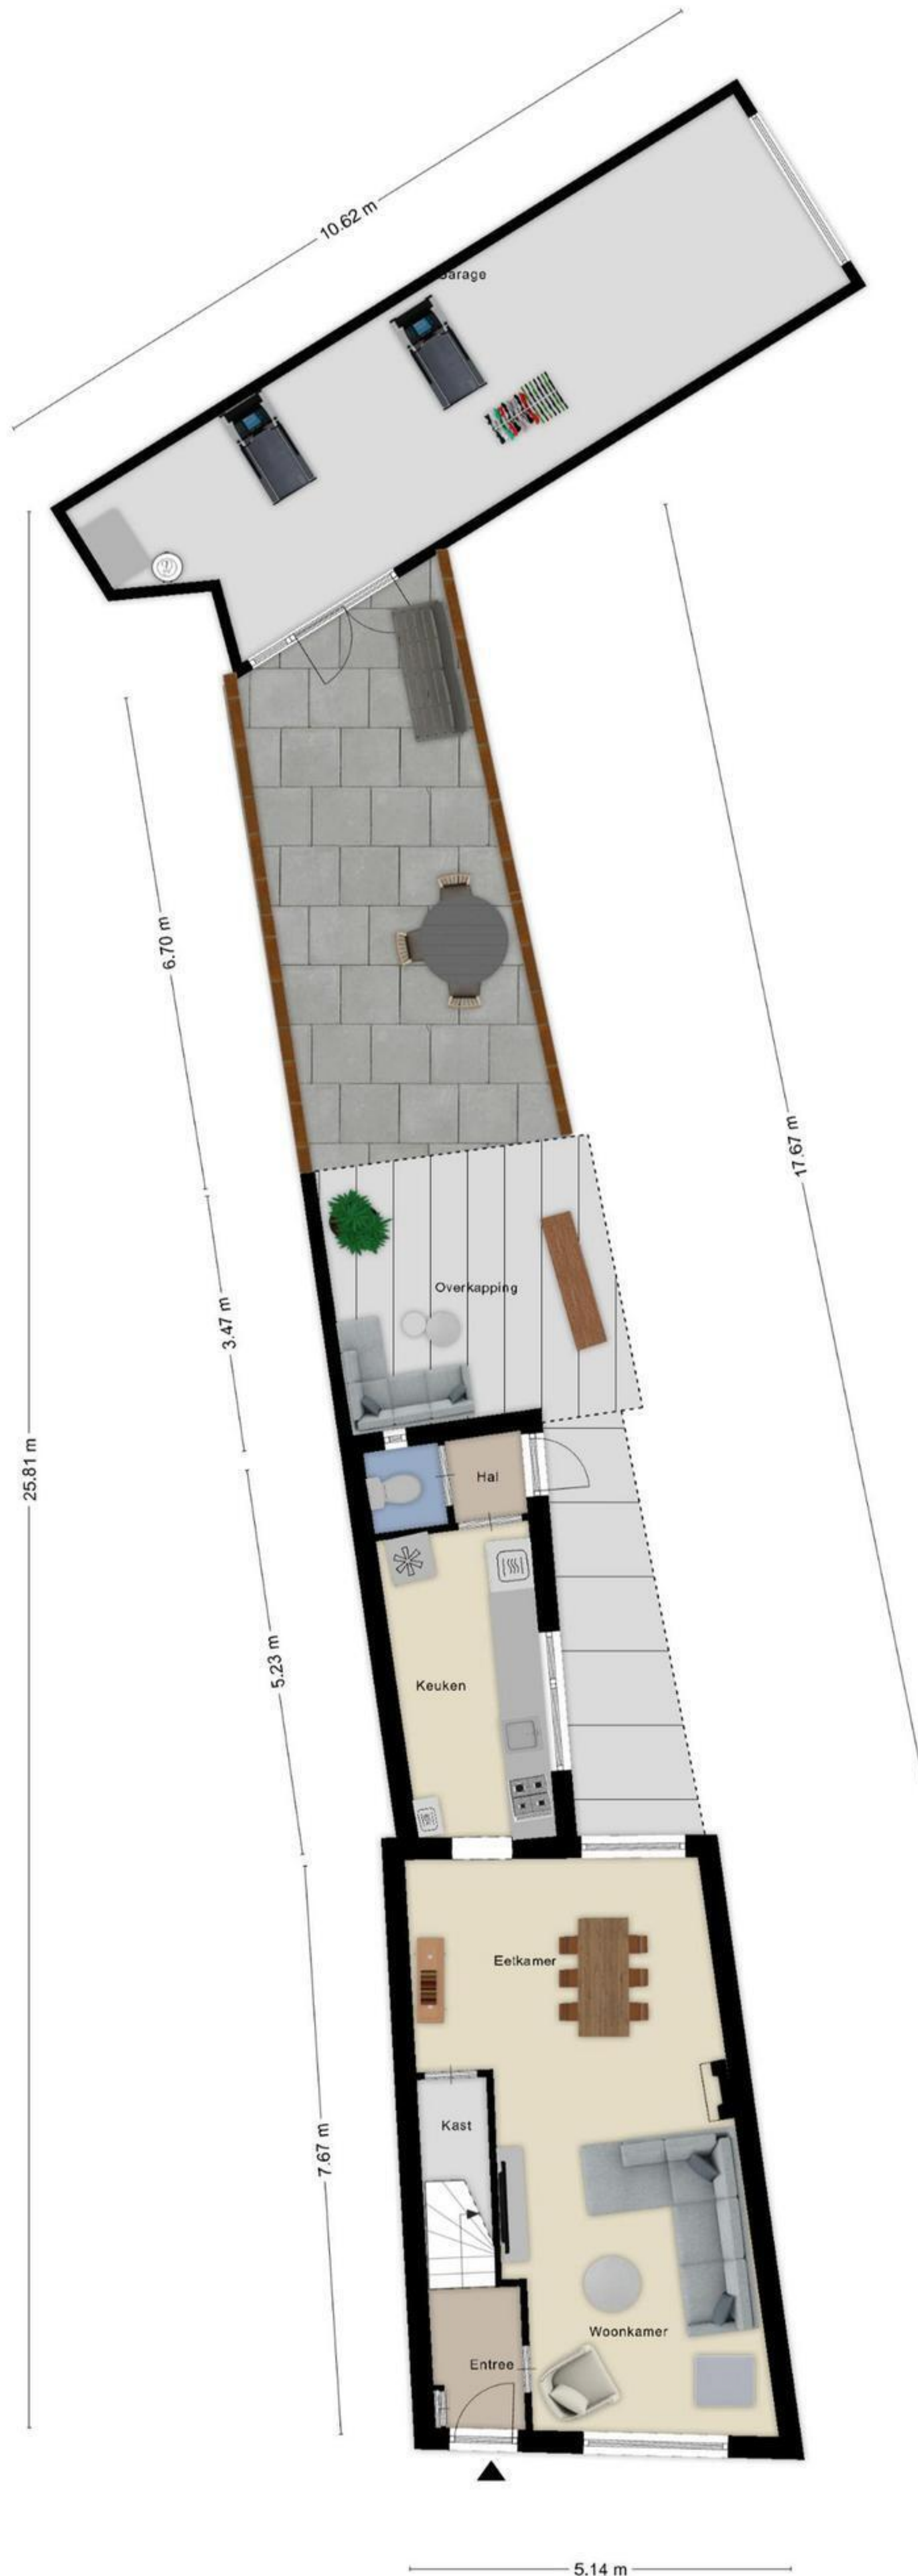 10.62 m
arage
6.70 m
17.67 m
Overkapping
3.47 m
25.81 m
Hal
5.23 m
Keuken
Eetkamer
Kast
7.67 m
Woonkamer
Entree
5.14 m